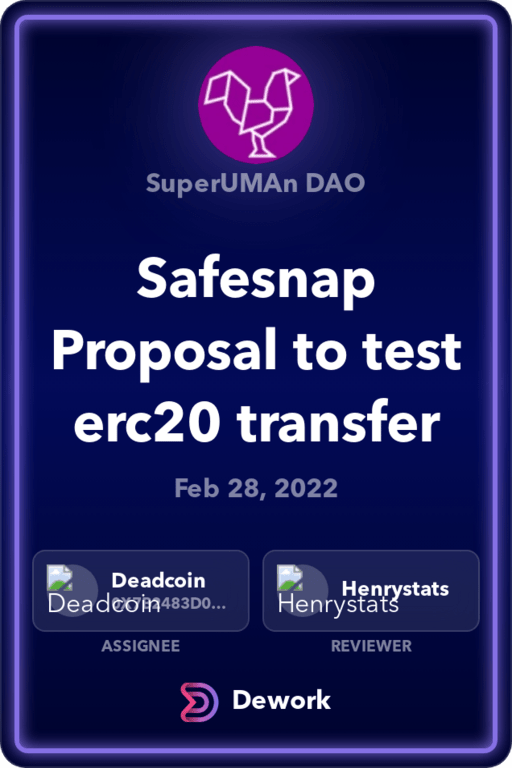 SuperUMAn DAO
Safesnap
Proposal to test
erc20 transfer
Feb 28, 2022
Deadcoin
Deadcoin
Henrystats
Henrystats
ASSIGNEE
REVIEWER
Dework